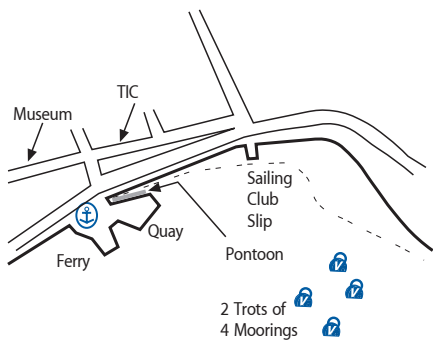 TIC
Museum
Sailing
Club
Slip
Quay
Pontoon
Ferry
2 Trots of
4 Moorings
V
V
V
V